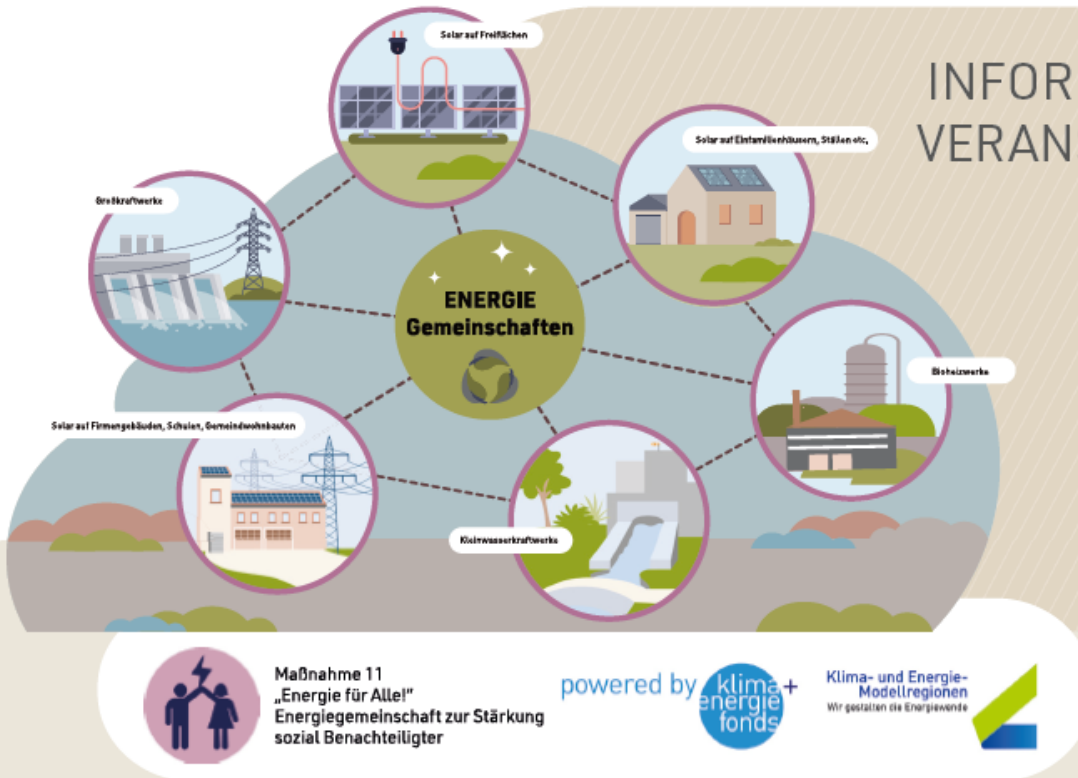 Solar auf Freiflächen
INFOR
VERAN
Solar auf Einfamilienhäusern, Ställen etc.
Großkraftwerke
ENERGIE
Gemeinschaften
Bioheizwerke
Solar auf Firmengebäuden, Schulen, Gemeindwohnbauten
Kleinwasserkraftwerke
Maßnahme 11
„Energie für Alle!"
Energiegemeinschaft zur Stärkung
sozial Benachteiligter
powered by
klima+
energie
fonds
Klima- und Energie-
Modellregionen
Wir gestalten die Energiewende